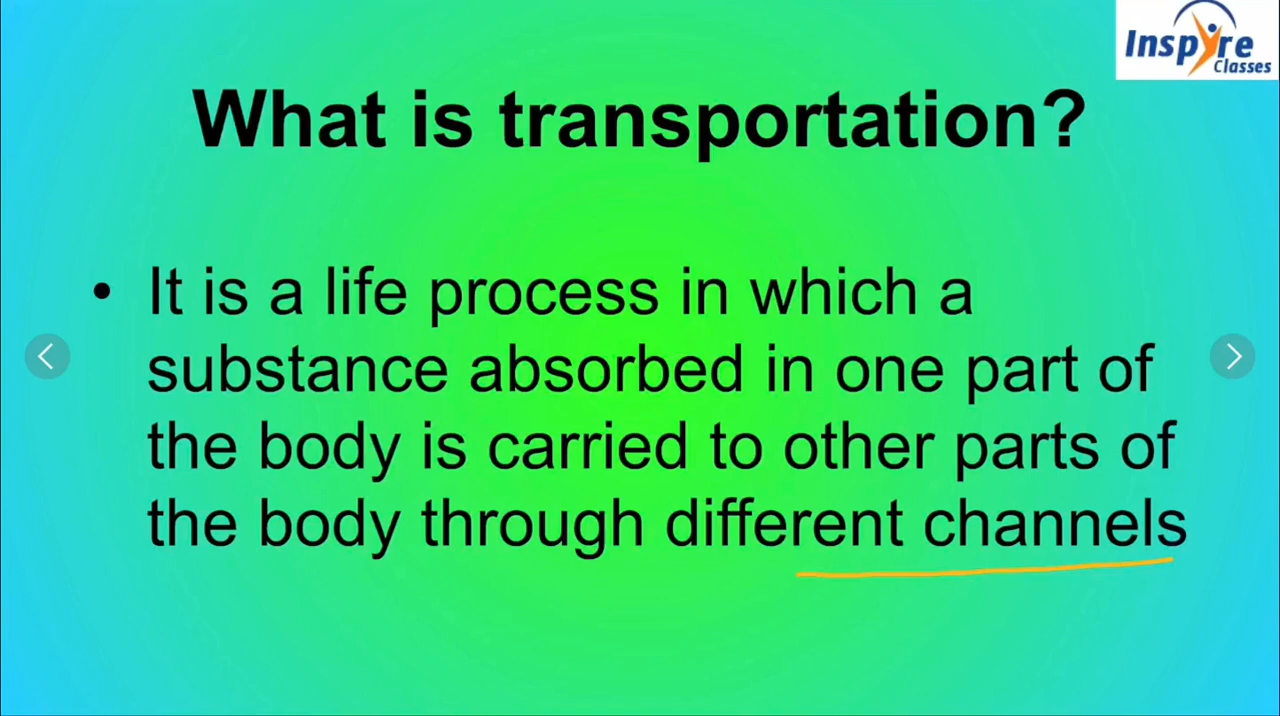 Inspyre
Classes
What is transportation?
• It is a life process in which a
substance absorbed in one part of
the body is carried to other parts of
the body through different channels